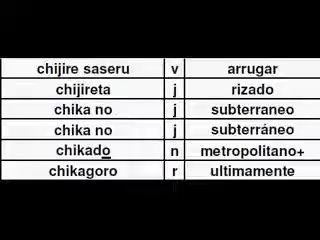 chijire saseru v arrugar
chijireta j rizado
chika no j subterraneo
chika no j subterráneo
chikado n metropolitano+
chikagoro r ultimamente